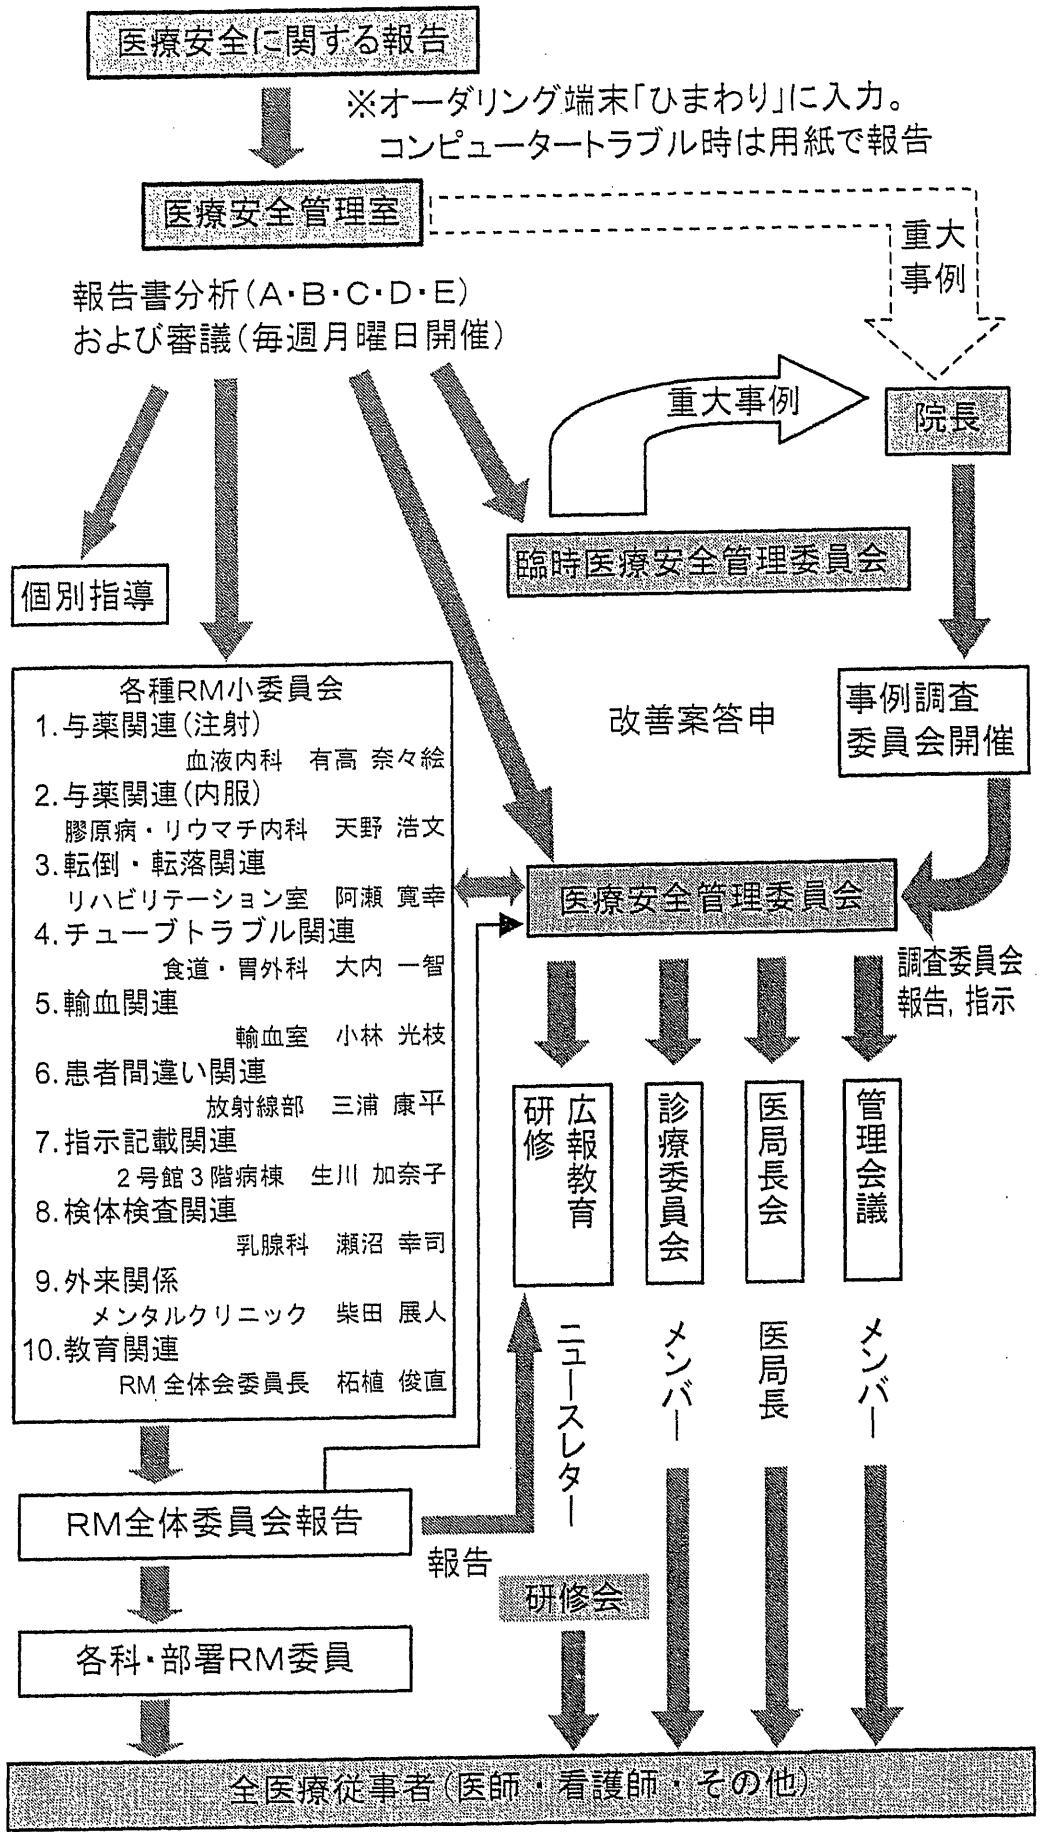 医療安全に関する報告
※オーダリング端末「ひまわり」に入力。
コンピュータートラブル時は用紙で報告
医療安全管理室
重大
事例
報告書分析(A・B・C・D・E)
および審議(毎週月曜日開催)
重大事例
院長
臨時医療安全管理委員会
個別指導
各種RM小委員会
1.与薬関連(注射)
血液内科 有高 奈々絵
2.与薬関連(内服)
膠原病・リウマチ内科 天野 浩文
3.転倒・転落関連
リハビリテーション室 阿瀬 寛幸
4.チューブトラブル関連
食道・胃外科 大内 一智
5.輸血関連
輸血室 小林 光枝
6.患者間違い関連
放射線部 三浦 康平
7.指示記載関連
2号館3階病棟 生川 加奈子
8.検体検査関連
乳腺科 瀬沼 幸司
9.外来関係
メンタルクリニック 柴田 展人
10.教育関連
RM全体会委員長 柘植 俊直
改善案答申
事例調査
委員会開催
医療安全管理委員会
調査委員会
報告,指示
広報教育
研修
診療委員会
医局長会
管理会議
ニュースレター
メンバー
医局長
メンバー
RM全体委員会報告
報告
研修会
各科・部署RM委員
全医療従事者(医師・看護師・その他)